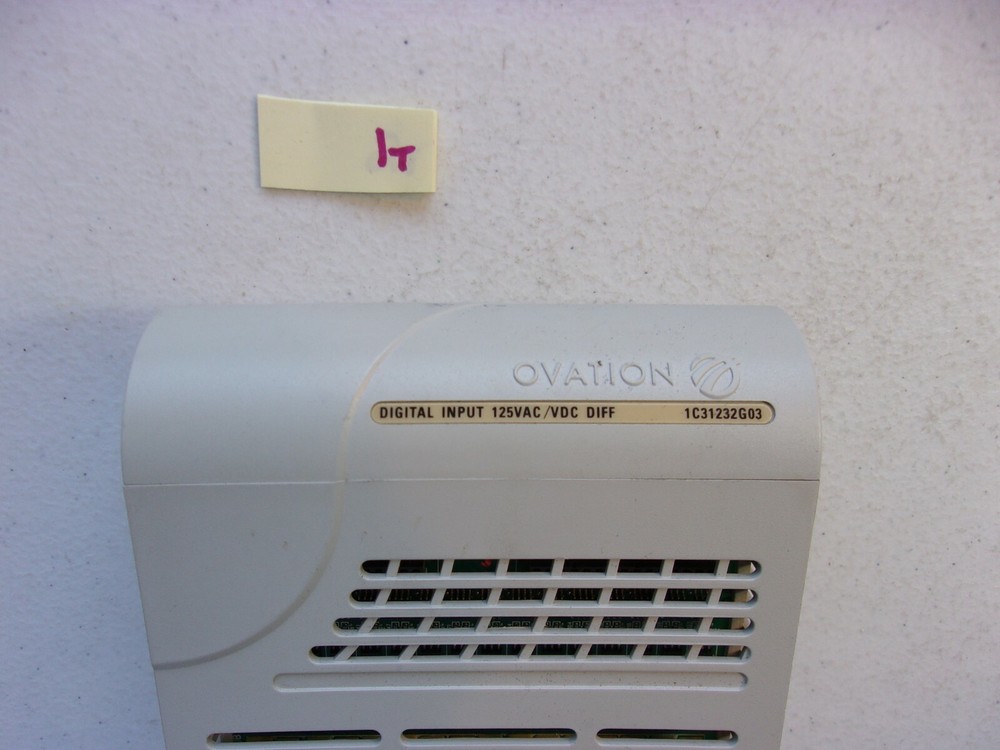 1T
OVATION
DIGITAL INPUT 125VAC/VDC DIFF 1C31232G03